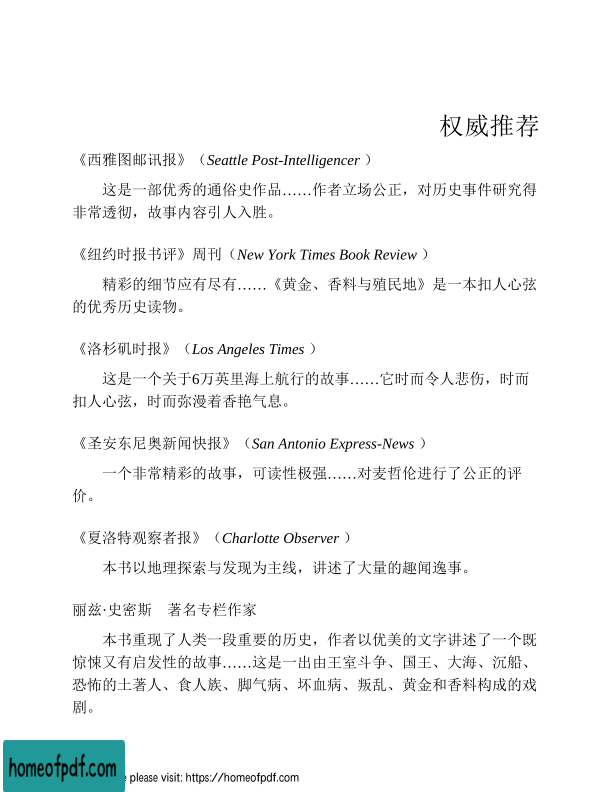 权威推荐
《西雅图邮讯报》（Seattle Post-Intelligencer ）
这是一部优秀的通俗史作品……作者立场公正，对历史事件研究得
非常透彻，故事内容引人入胜。
《纽约时报书评》周刊（New York Times Book Review ）
精彩的细节应有尽有……《黄金、香料与殖民地》是一本扣人心弦
的优秀历史读物。
《洛杉矶时报》（Los Angeles Times ）
这是一个关于6万英里海上航行的故事……它时而令人悲伤，时而
扣人心弦，时而弥漫着香艳气息。
《圣安东尼奥新闻快报》（San Antonio Express-News ）
一个非常精彩的故事，可读性极强……对麦哲伦进行了公正的评
价。
《夏洛特观察者报》（Charlotte Observer ）
本书以地理探索与发现为主线，讲述了大量的趣闻逸事。
丽兹·史密斯　著名专栏作家
本书重现了人类一段重要的历史，作者以优美的文字讲述了一个既
惊悚又有启发性的故事……这是一出由王室斗争、国王、大海、沉船、
恐怖的土著人、食人族、脚气病、坏血病、叛乱、黄金和香料构成的戏
剧。
homeofpdf.com
please visit: https://homeofpdf.com